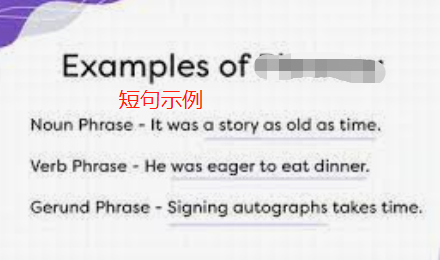 Examples of
短句示例
Noun Phrase - It was a story as old as time.
Verb Phrase - He was eager to eat dinner.
Gerund Phrase - Signing autographs takes time.